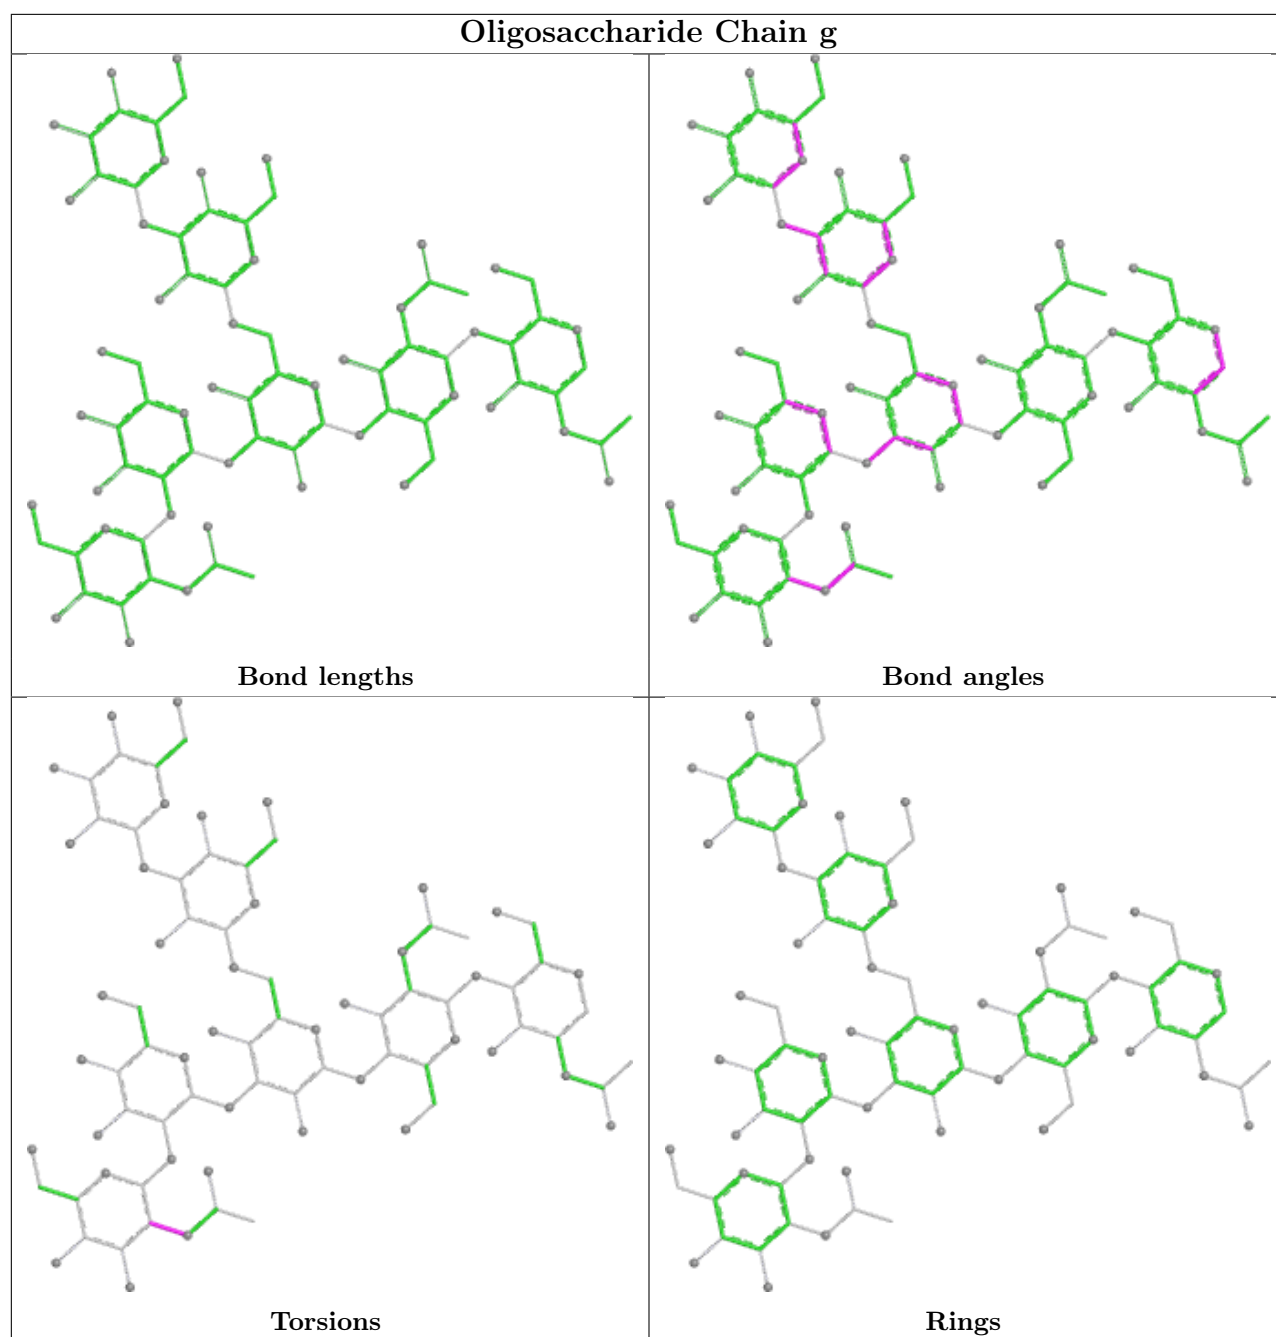 Oligosaccharide Chain g
Bond lengths
Bond angles
Torsions
Rings